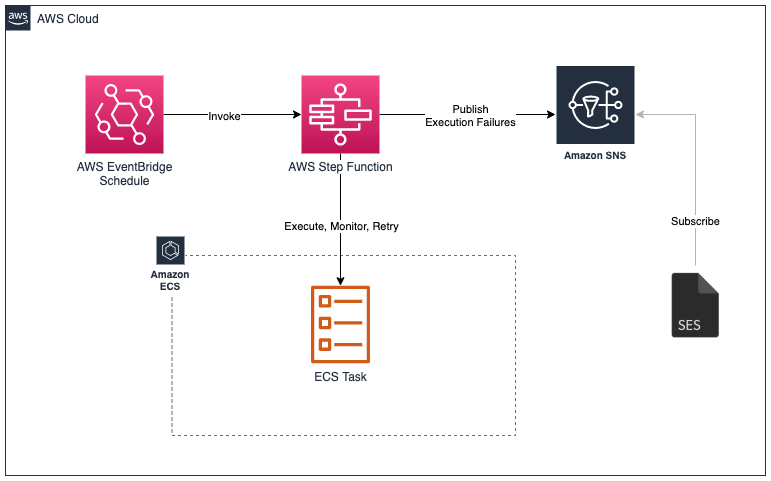 aws
AWS Cloud
Invoke
Publish
Execution Failures
AWS EventBridge
Schedule
AWS Step Function
Amazon SNS
Subscribe
Execute, Monitor, Retry
Amazon
ECS
SES
ECS Task